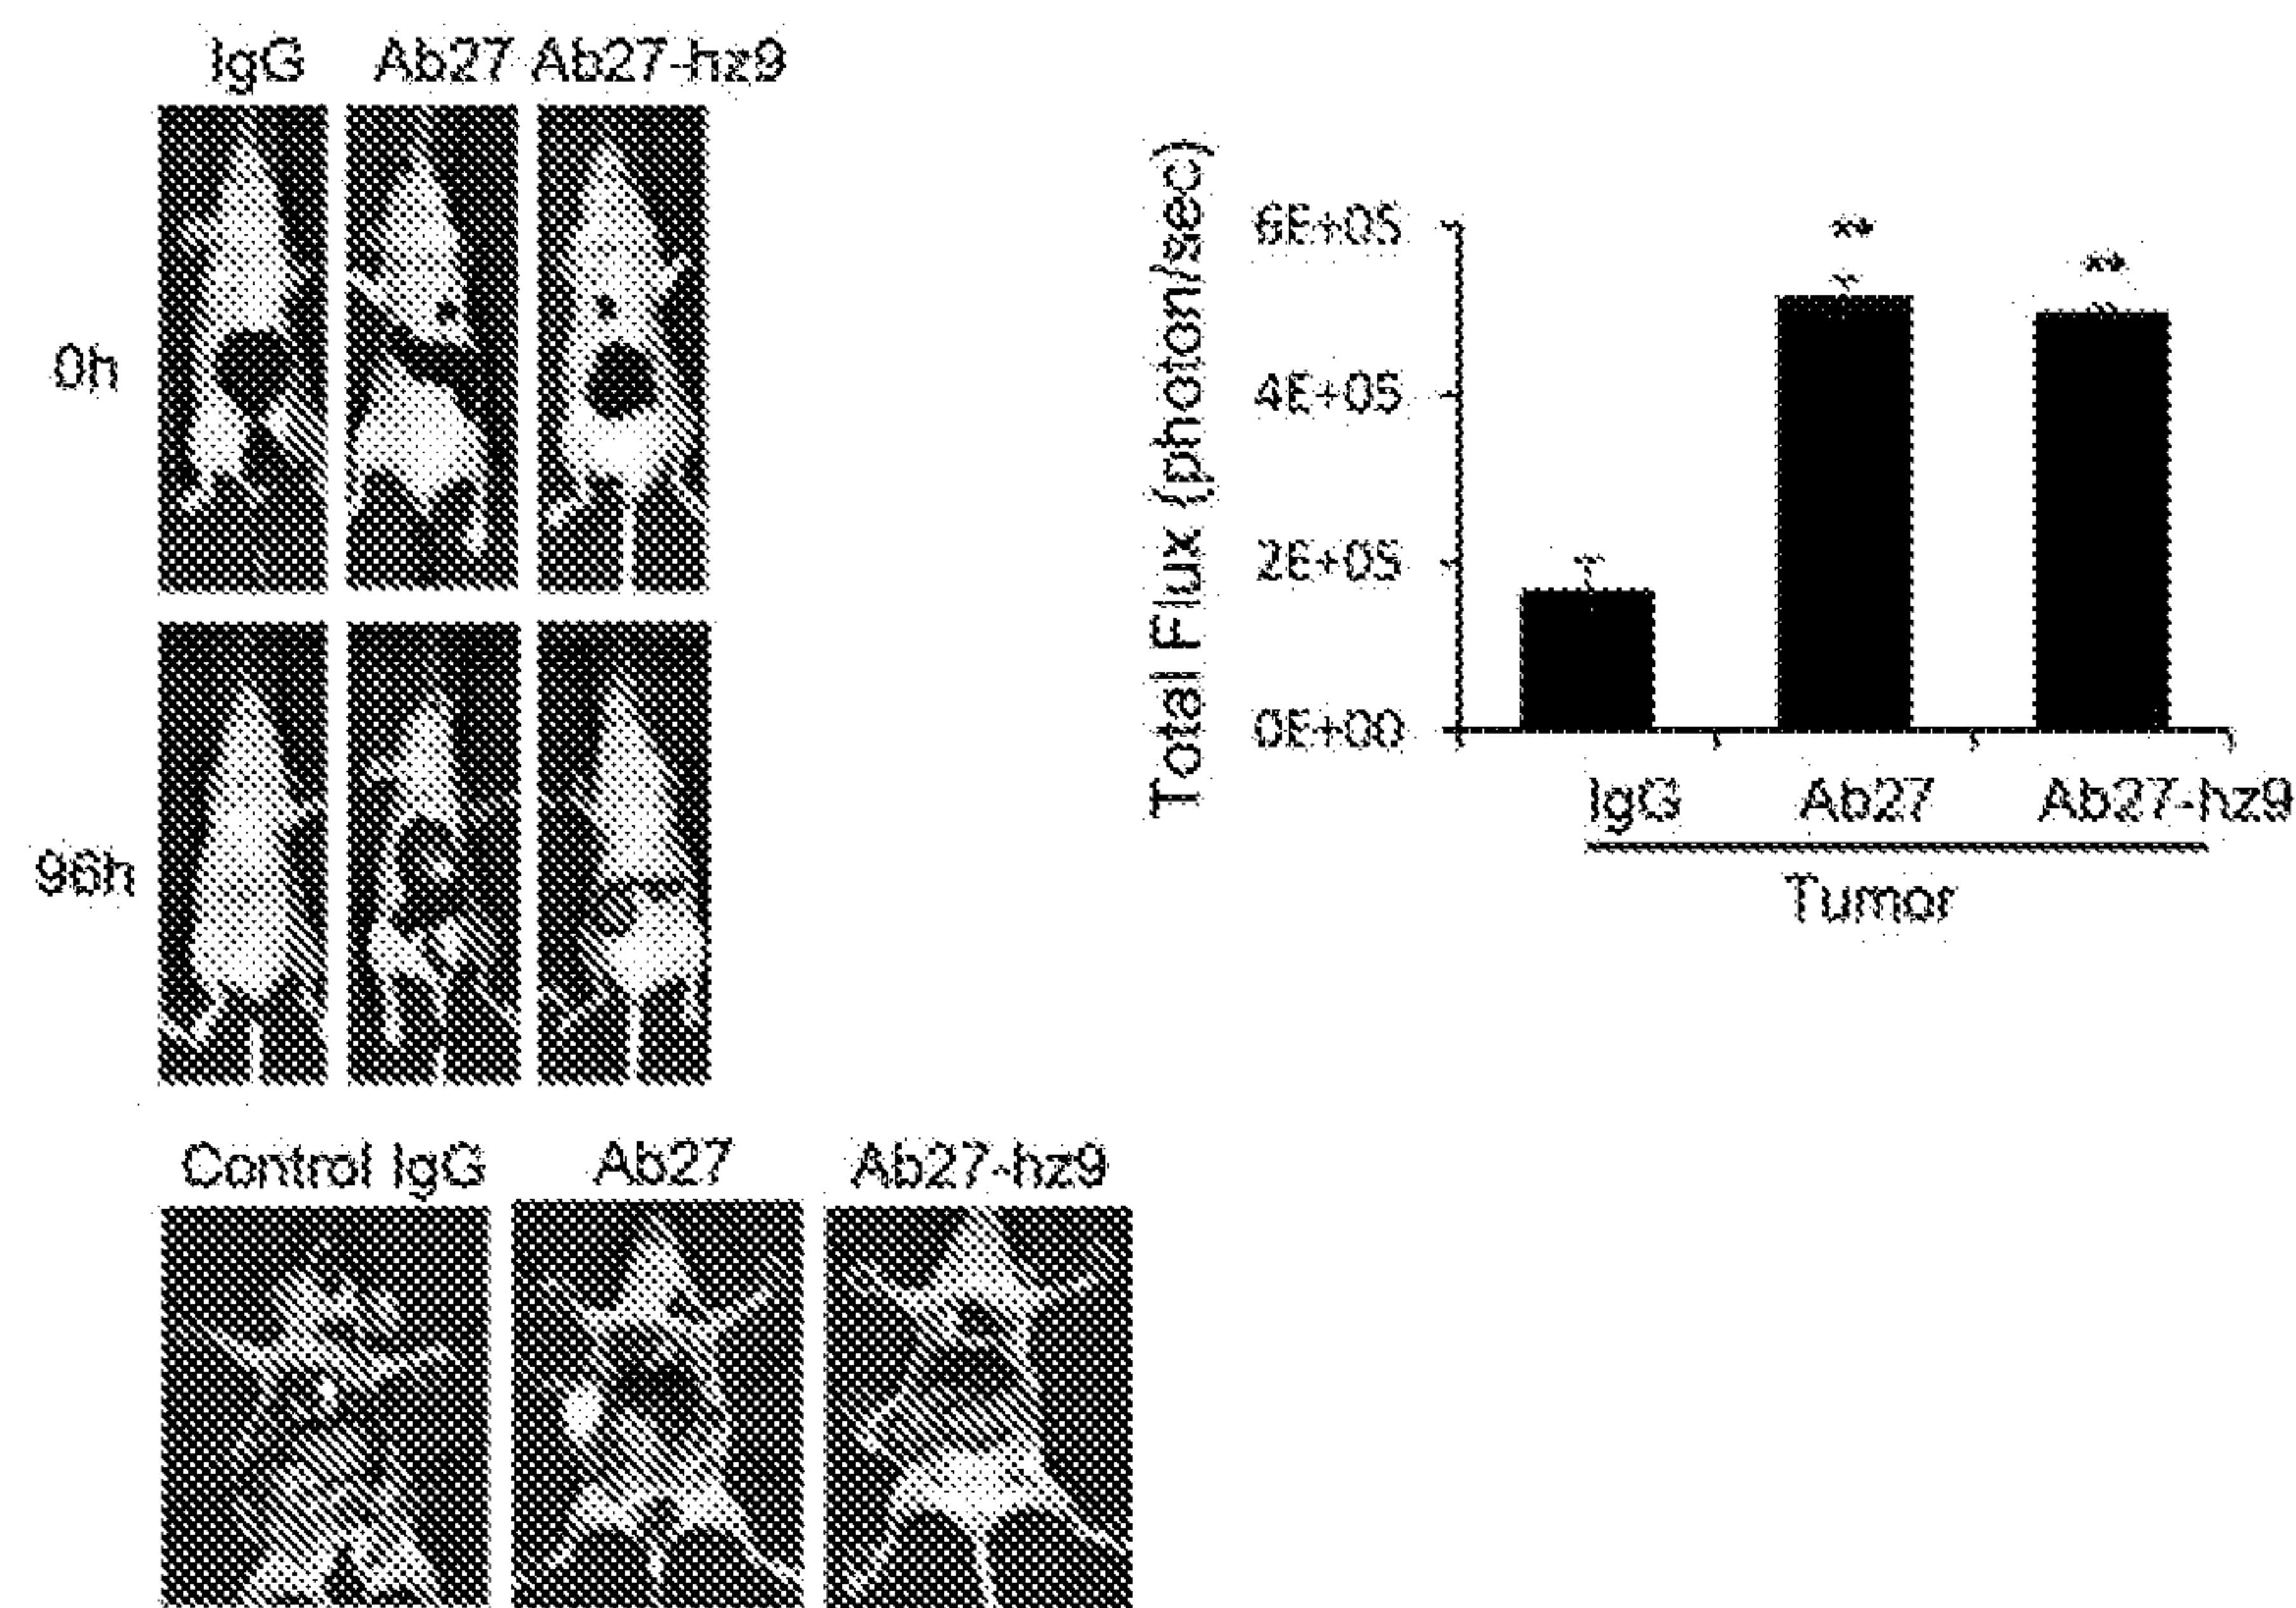 IgG Ab27 Ab27-hz9
0h
96h
Control IgG Ab27 Ab27-hz9
Total Flux (photon/sec)
6E+05
**
**
4E+05
2E+05
0E+00
IgG Ab27 Ab27-hz9
Tumor